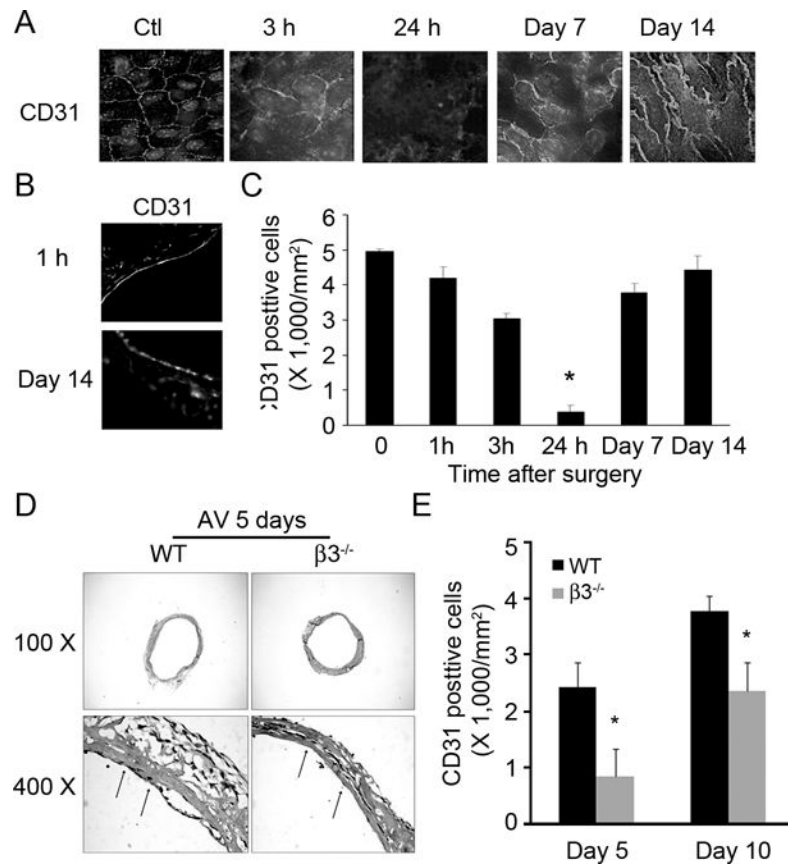 A
Ctl 3 h 24 h Day 7 Day 14
CD31
B
CD31
1 h
Day 14
C
CD31 posttive cells
(X 1,000/mm²)
6
5
4
3
2
1
0
*
0 1h 3h 24 h Day 7 Day 14
Time after surgery
D
AV 5 days
WT β3⁻/⁻
100 X
400 X
E
CD31 posttive cells
(X 1,000/mm²)
5
4
3
2
1
0
WT
β3⁻/⁻
*
*
Day 5 Day 10